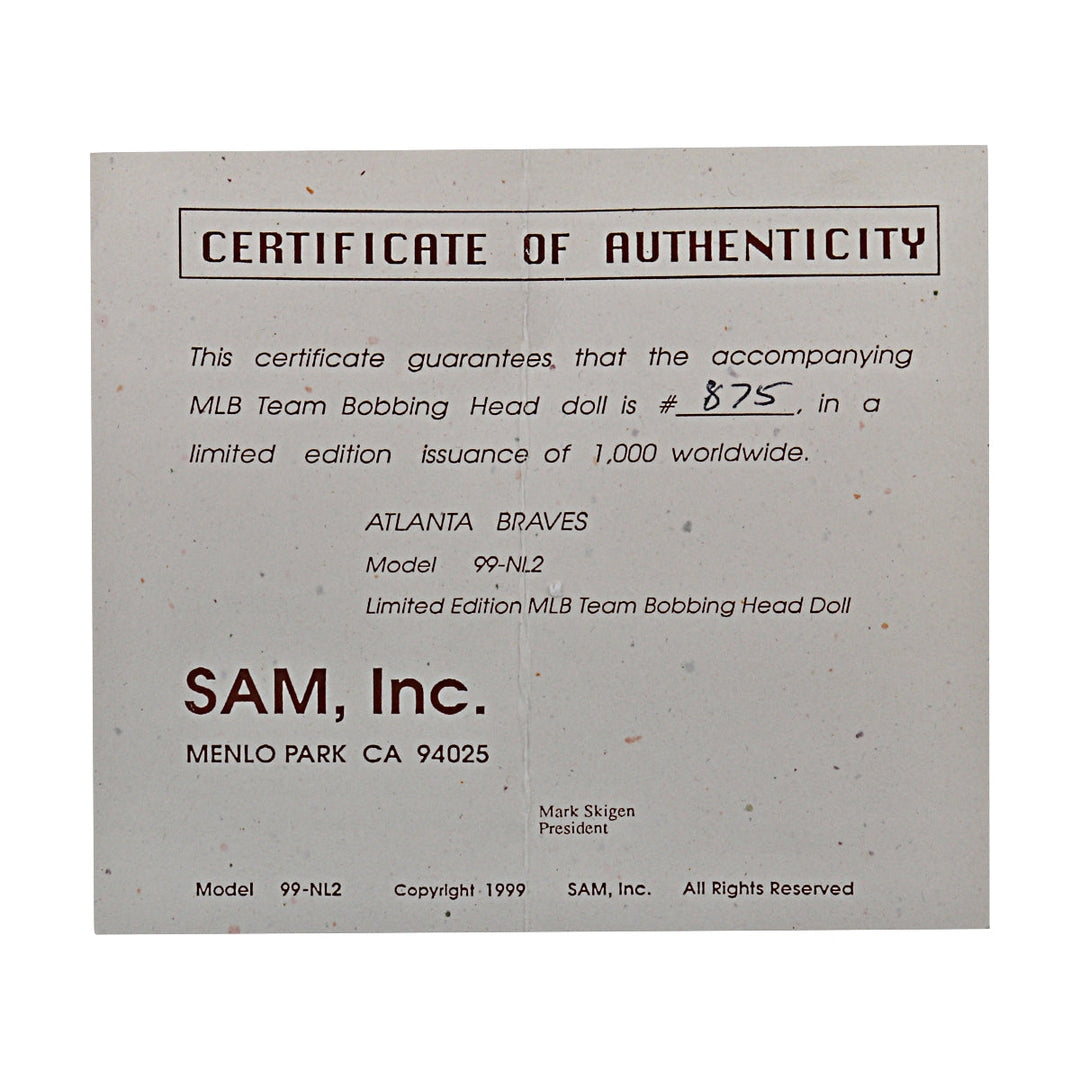 CERTIFICATE OF AUTHENTICITY
This certificate guarantees that the accompanying
MLB Team Bobbing Head doll is # 875, in a
limited edition issuance of 1,000 worldwide.
ATLANTA BRAVES
Model 99-NL2
Limited Edition MLB Team Bobbing Head Doll
SAM, Inc.
MENLO PARK CA 94025
Mark Skigen
President
Model 99-NL2 Copyright 1999 SAM, Inc. All Rights Reserved